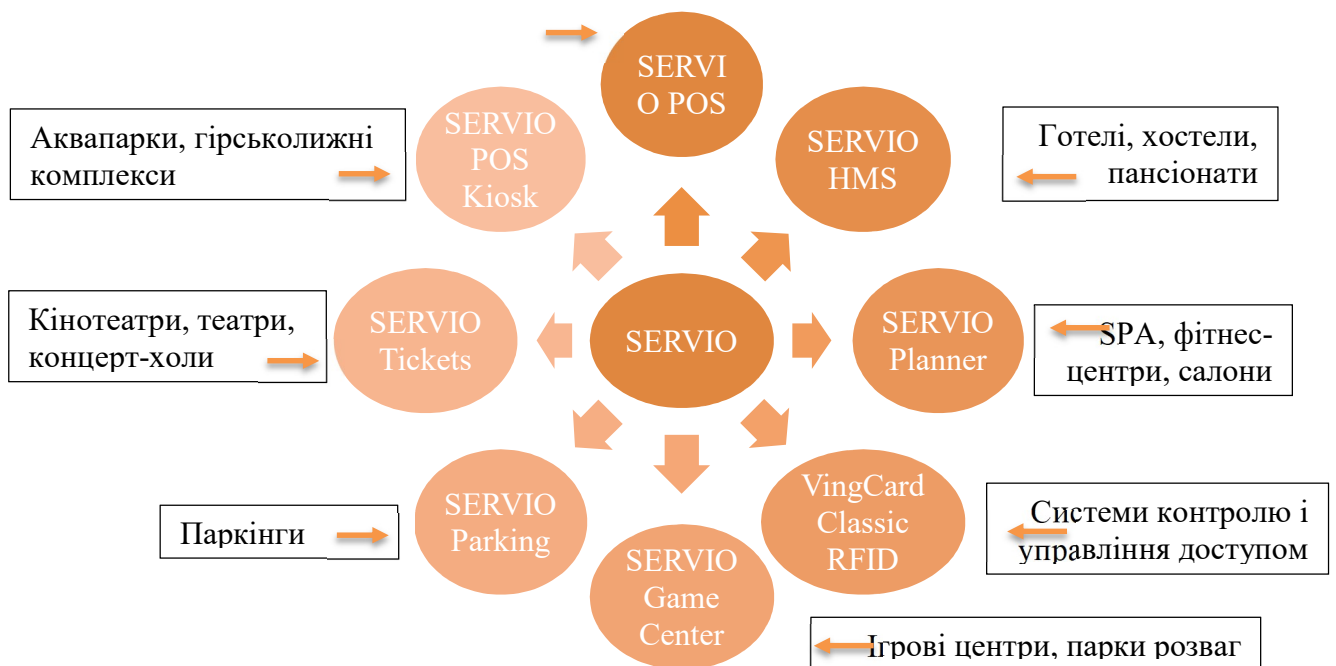 SERVI
O POS
SERVIO
POS
Kiosk
SERVIO
HMS
Аквапарки, гірськолижні
комплекси
Готелі, хостели,
пансіонати
Кінотеатри, театри,
концерт-холи
SERVIO
Tickets
SERVIO
SERVIO
Planner
SPA, фітнес-
центри, салони
Паркінги
SERVIO
Parking
SERVIO
Game
Center
VingCard
Classic
RFID
Системи контролю і
управління доступом
Ігрові центри, парки розваг